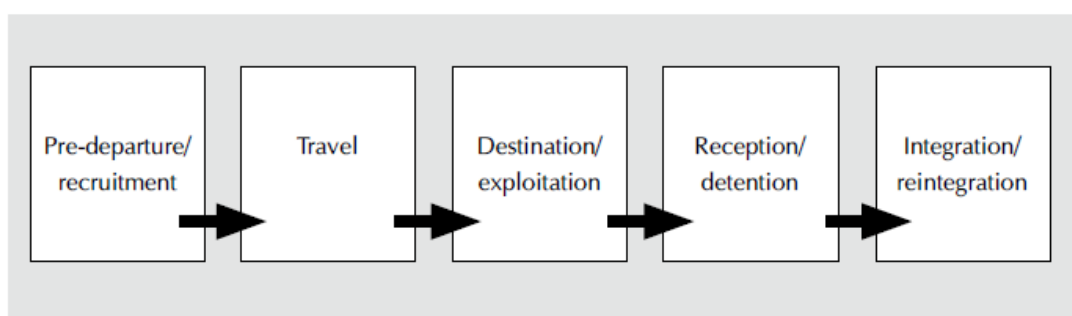 Pre-departure/
recruitment
Travel
Destination/
exploitation
Reception/
detention
Integration/
reintegration